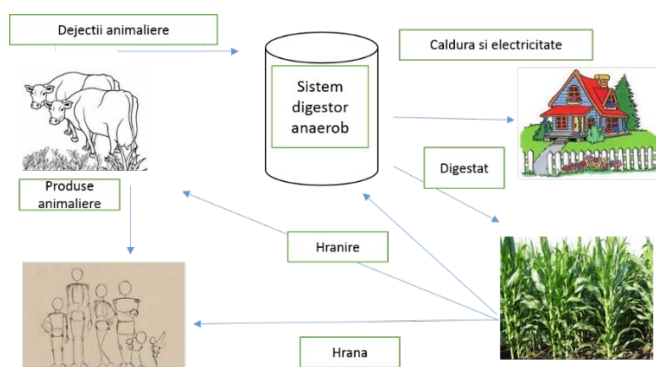 Dejectii animaliere
Caldura si electricitate
Sistem
digestor
anaerob
Digestat
Produse
animaliere
Hranire
Hrana